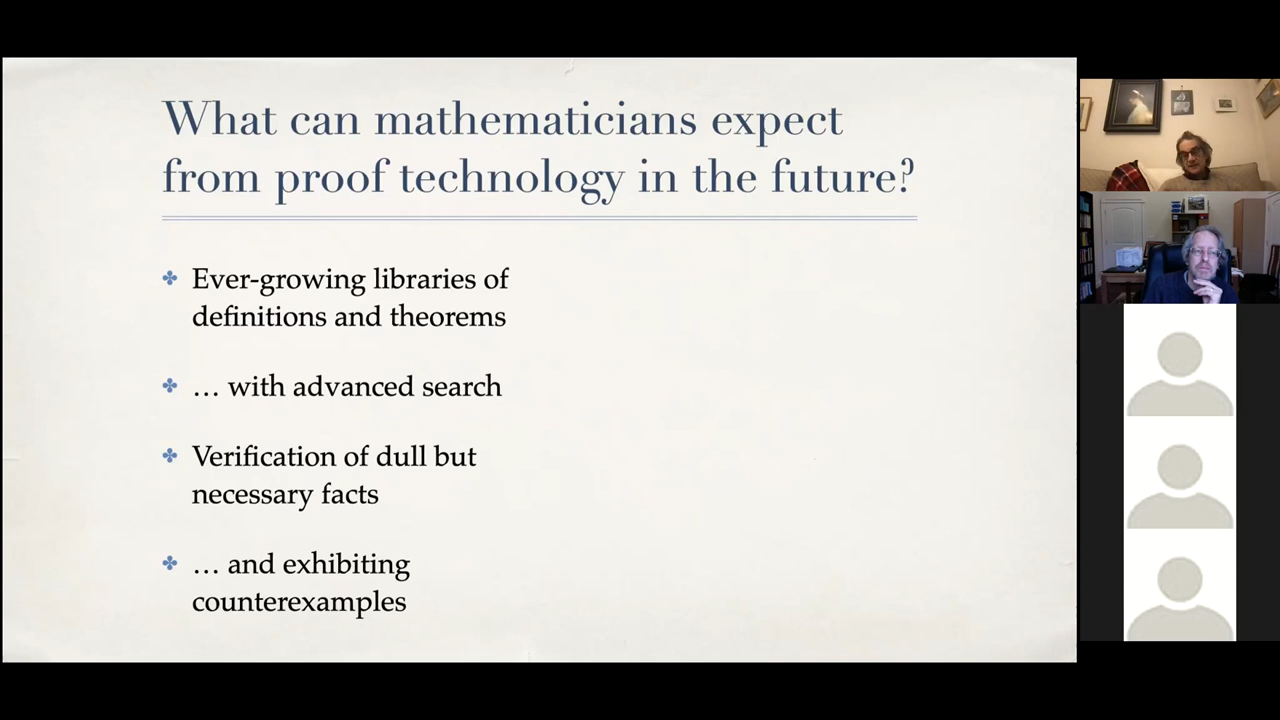 What can mathematicians expect
from proof technology in the future?
✤ Ever-growing libraries of
definitions and theorems
✤ … with advanced search
✤ Verification of dull but
necessary facts
✤ … and exhibiting
counterexamples